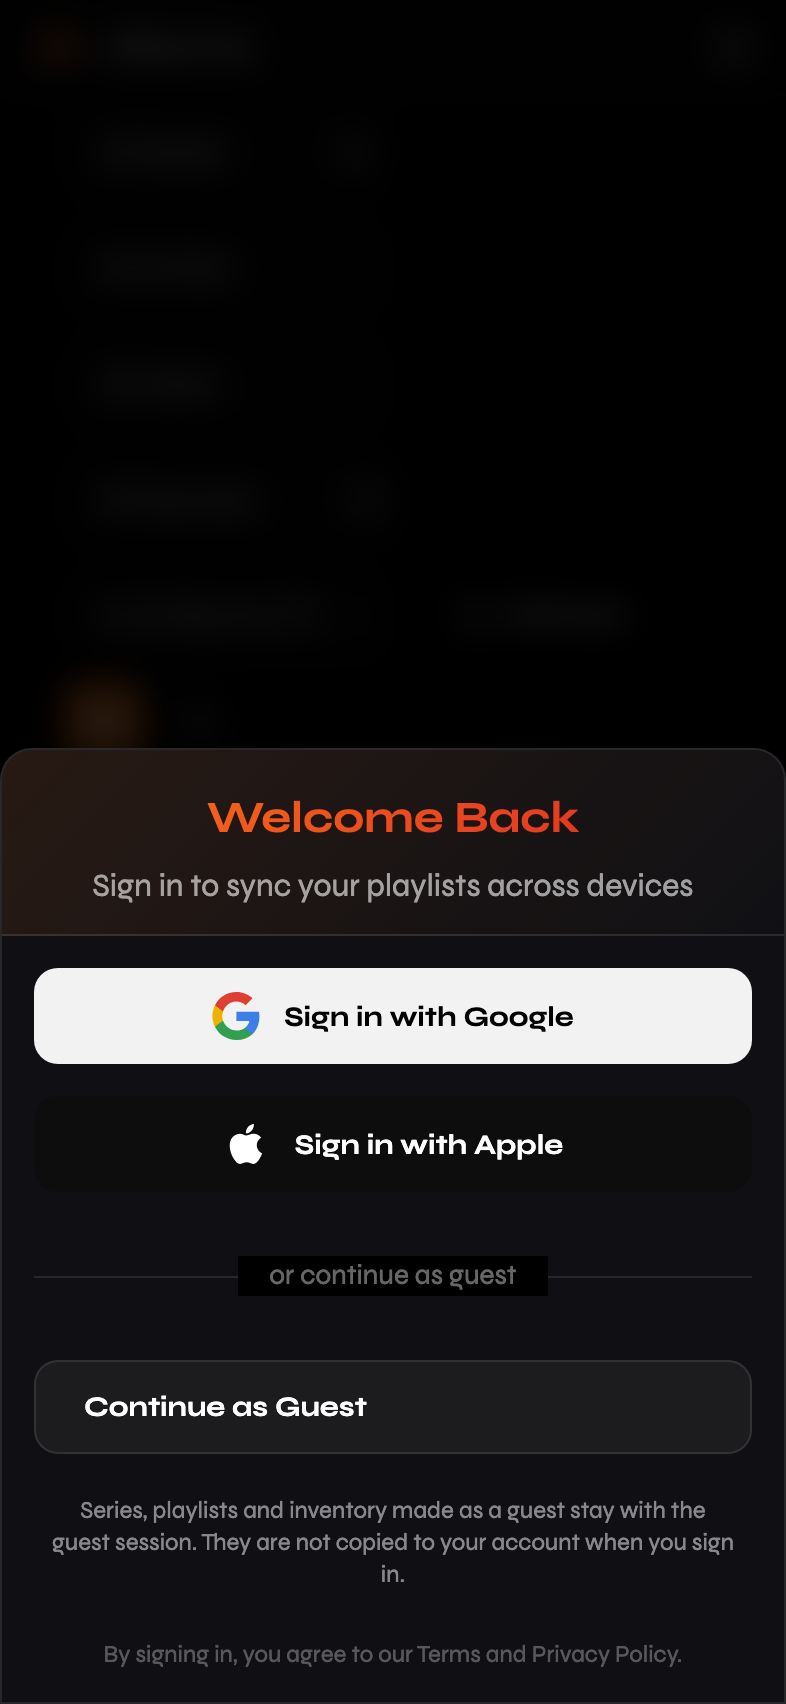 Welcome Back
Sign in to sync your playlists across devices
Sign in with Google
Sign in with Apple
or continue as guest
Continue as Guest
Series, playlists and inventory made as a guest stay with the
guest session. They are not copied to your account when you sign
in.
By signing in, you agree to our Terms and Privacy Policy.